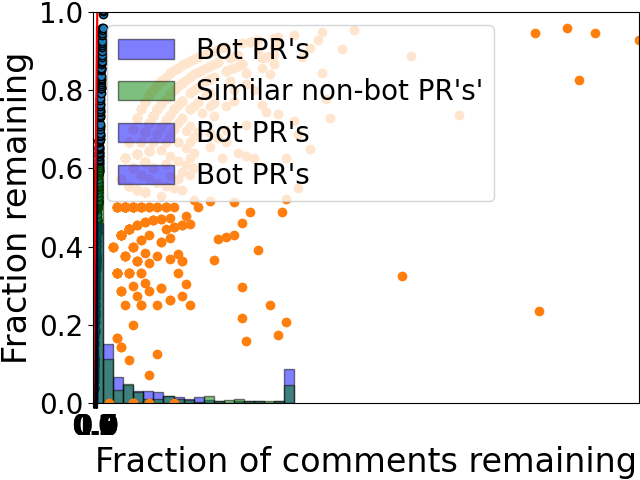 1.0
0.8
0.6
0.4
0.2
0.0
Fraction remaining
Bot PR's
Similar non-bot PR's'
Bot PR's
Bot PR's
Fraction of comments remaining